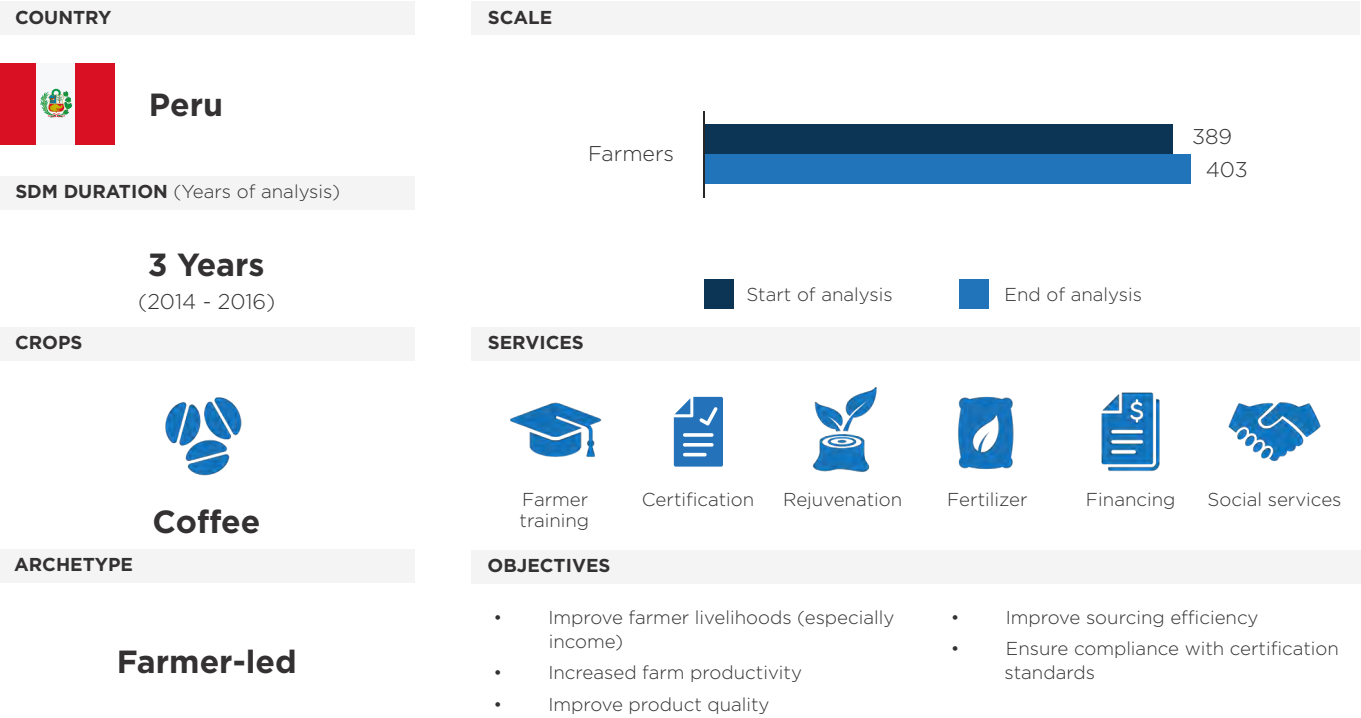 COUNTRY
Peru
SDM DURATION (Years of analysis)
3 Years
(2014 - 2016)
CROPS
Coffee
ARCHETYPE
Farmer-led
SCALE
Farmers
389
403
Start of analysis
End of analysis
SERVICES
Farmer
training
Certification
Rejuvenation
Fertilizer
$
Financing
Social services
OBJECTIVES
• Improve farmer livelihoods (especially
income)
• Increased farm productivity
• Improve product quality
• Improve sourcing efficiency
• Ensure compliance with certification
standards